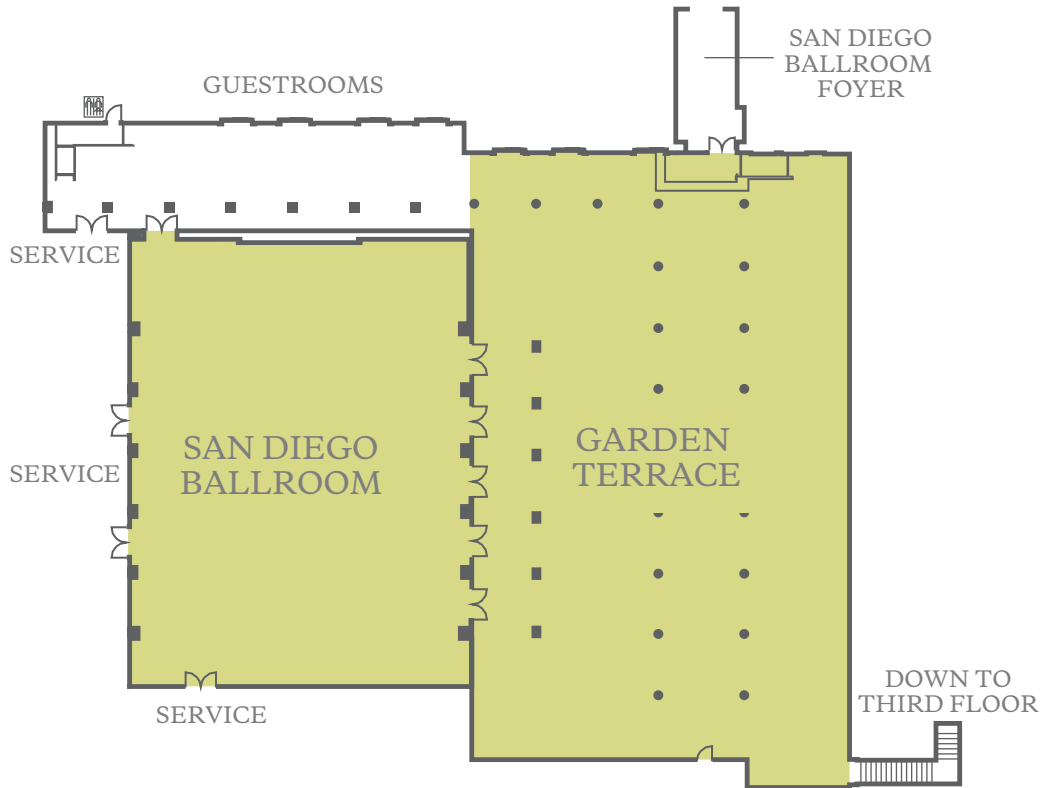 SAN DIEGO
BALLROOM
FOYER
GUESTROOMS
SERVICE
SAN DIEGO
BALLROOM
GARDEN
TERRACE
SERVICE
DOWN TO
THIRD FLOOR
SERVICE